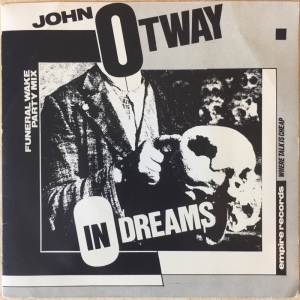 JOHN
OTWAY
FUNERAL WAKE
PARTY MIX
IN DREAMS
empire records
WHERE TALK IS CHEAP